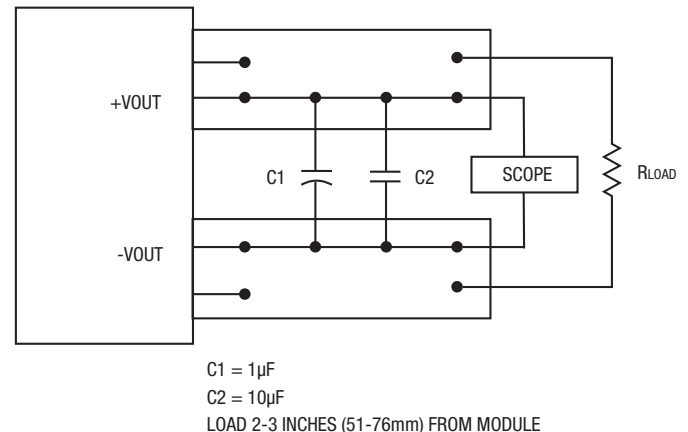 +VOUT
C1
C2
SCOPE
RLOAD
-VOUT
C1 = 1µF
C2 = 10µF
LOAD 2-3 INCHES (51-76mm) FROM MODULE